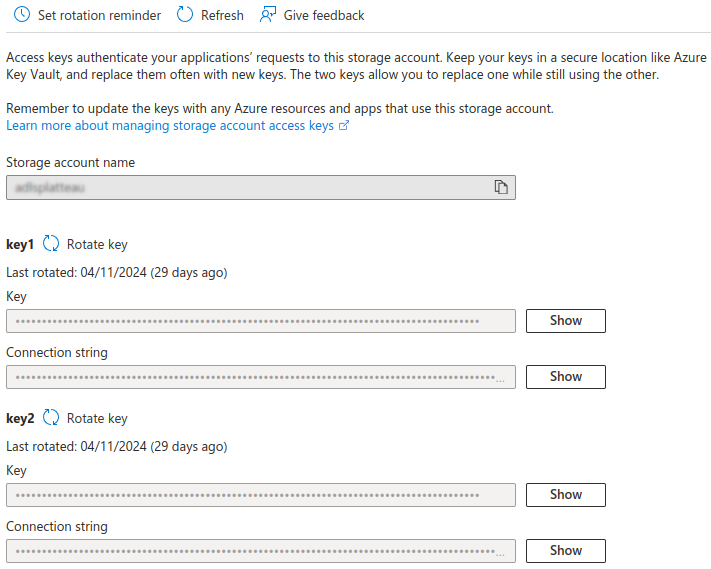 Set rotation reminder Refresh Give feedback
Access keys authenticate your applications’ requests to this storage account. Keep your keys in a secure location like Azure
Key Vault, and replace them often with new keys. The two keys allow you to replace one while still using the other.
Remember to update the keys with any Azure resources and apps that use this storage account.
Learn more about managing storage account access keys
Storage account name
key1 Rotate key
Last rotated: 04/11/2024 (29 days ago)
Key
Show
Connection string
... Show
key2 Rotate key
Last rotated: 04/11/2024 (29 days ago)
Key
Show
Connection string
... Show